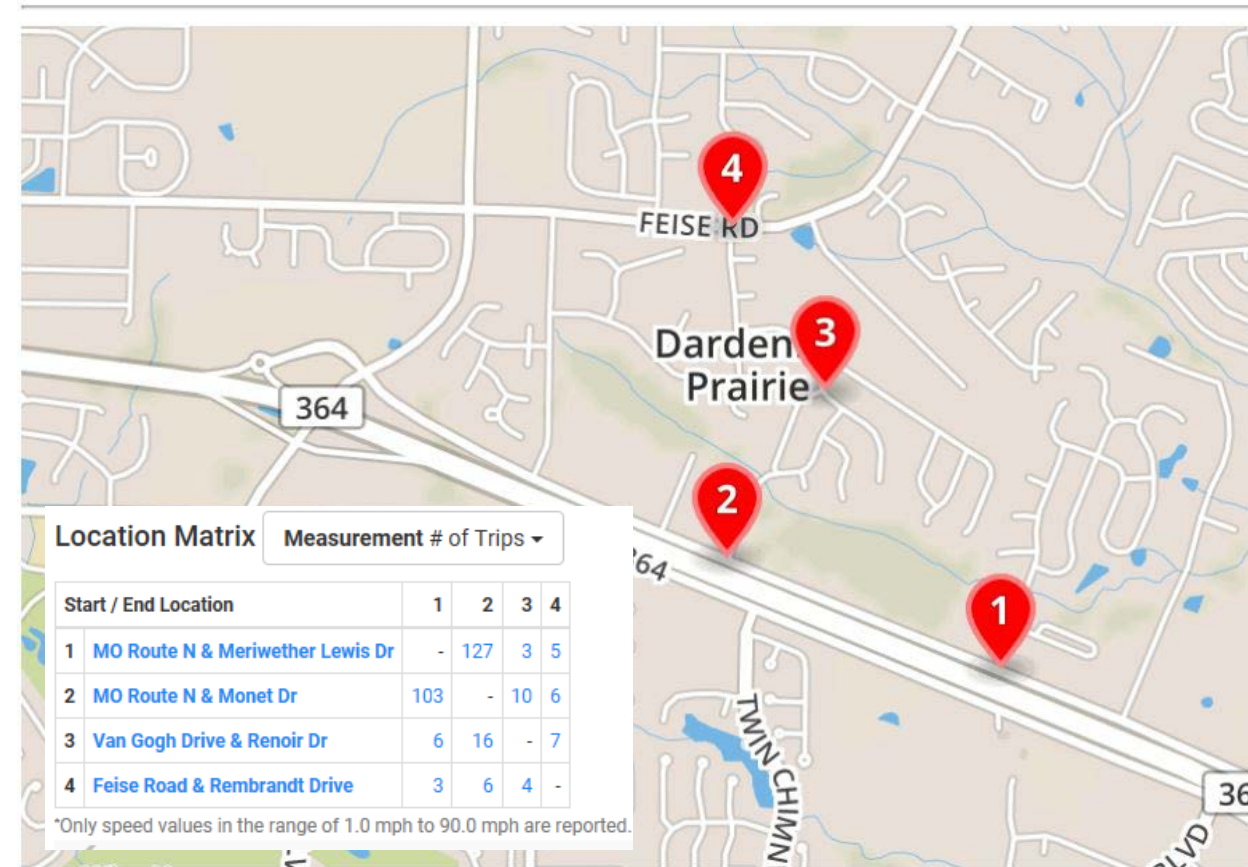 4
FEISE RD
3
Darden
Prairie
364
2
Location Matrix Measurement # of Trips
Start / End Location 1 2 3 4
1 MO Route N & Meriwether Lewis Dr - 127 3 5
2 MO Route N & Monet Dr 103 - 10 6
3 Van Gogh Drive & Renoir Dr 6 16 - 7
4 Feise Road & Rembrandt Drive 3 6 4 -
*Only speed values in the range of 1.0 mph to 90.0 mph are reported.
64
1
TWIN CHIMN
36
LVD